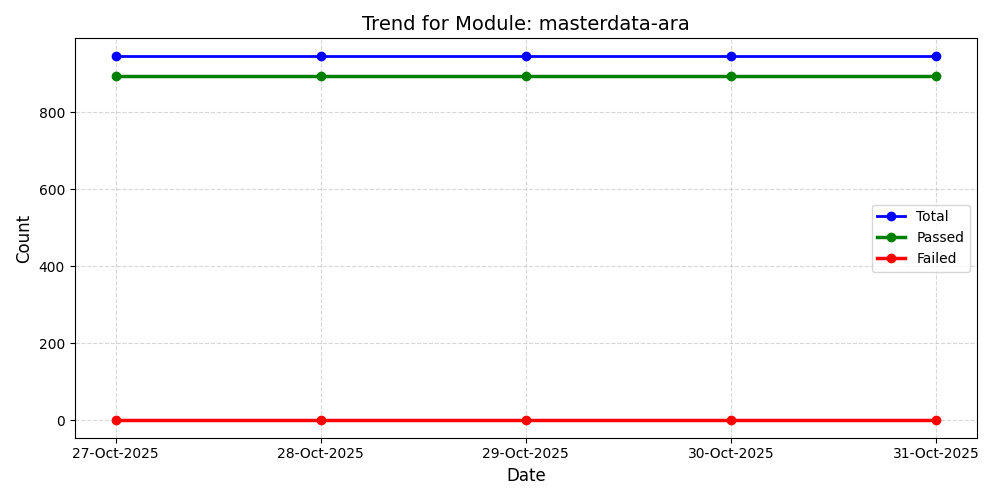 Trend for Module: masterdata-ara
Count
800
600
400
200
0
Total
Passed
Failed
27-Oct-2025
28-Oct-2025
29-Oct-2025
30-Oct-2025
31-Oct-2025
Date